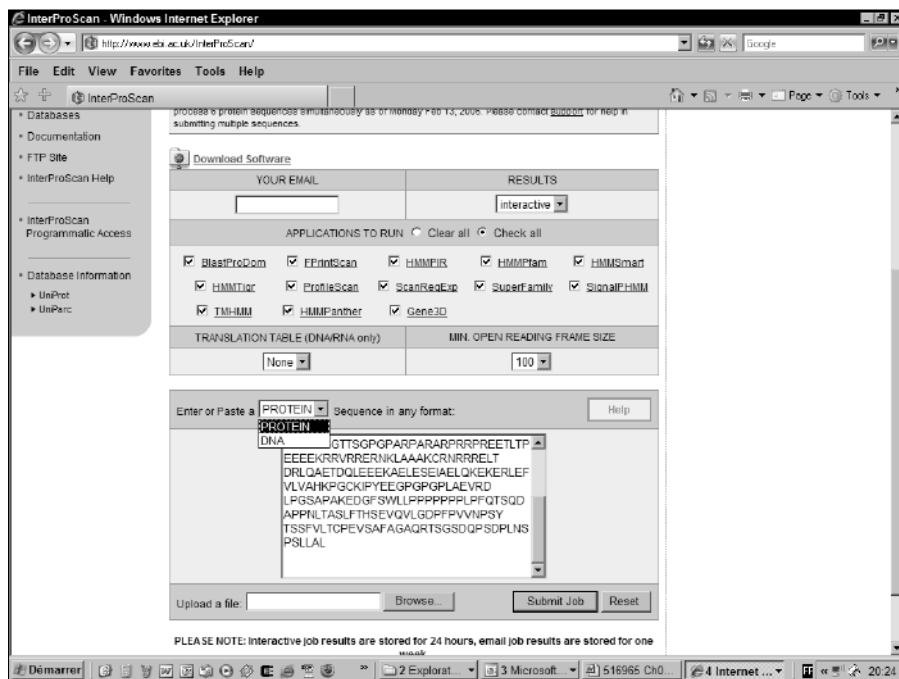 InterProScan - Windows Internet Explorer
http://www.ebi.ac.uk/InterProScan/
Google
File Edit View Favorites Tools Help
InterProScan
Page Tools
Databases
Documentation
FTP Site
InterProScan Help
InterProScan
Programmatic Access
Database Information
UniProt
UniParc
process 6 protein sequences simultaneously as of Monday Feb 13, 2006. Please contact support for help in
submitting multiple sequences.
Download Software
YOUR EMAIL RESULTS
interactive
APPLICATIONS TO RUN Clear all Check all
BlastProDom FPrintScan HMMPIR HMMPfam HMMSmart
HMMTigr ProfileScan ScanRegExp SuperFamily SignalPHMM
TMHMM HMMPanther Gene3D
TRANSLATION TABLE (DNA/RNA only) MIN. OPEN READING FRAME SIZE
None 100
Enter or Paste a PROTEIN Sequence in any format: Help
PROTEIN
DNA
GTTSGPGPARPARARPRRPREETLTP
EEEEKRRVRRERNKLAAAKCRNRRRELT
DRLQAETDQLEEEKAELESEIAELQKEKERLEF
VLVAHKPGCKIPYEEGPGPGPLAEVRD
LPGSAPAKEDGFSWLLPPPPPPPLPFQTSQD
APPNLTASLFTHSEVQVLGDPFPVVNPSY
TSSFVLTCPEVSAFAGAQRTSGSDQPSDPLNS
PSLLAL
Upload a file: Browse... Submit Job Reset
PLEASE NOTE: Interactive job results are stored for 24 hours, email job results are stored for one
week
Démarrer 2 Explorat... 3 Microsoft... 516965 Ch0... 4 Internet ... FR 20:24